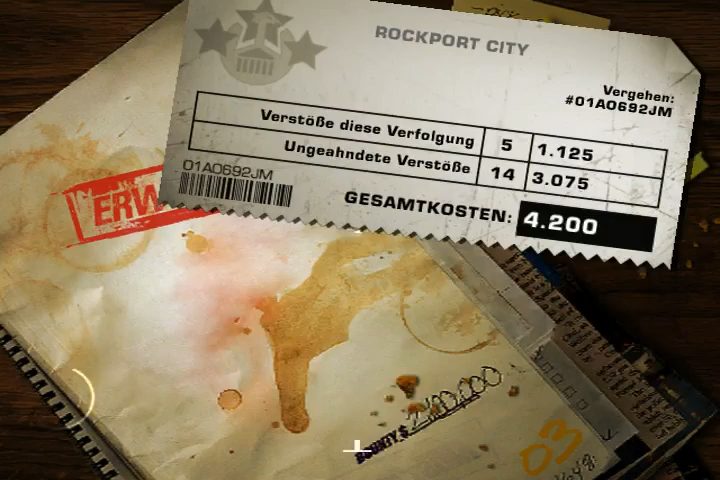 ROCKPORT CITY
Vergehen:
#01A0692JM
Verstöße diese Verfolgung 5 1.125
Ungeahndete Verstöße 14 3.075
01A0692JM
GESAMTKOSTEN: 4.200
ERW
BOUNTY $
03